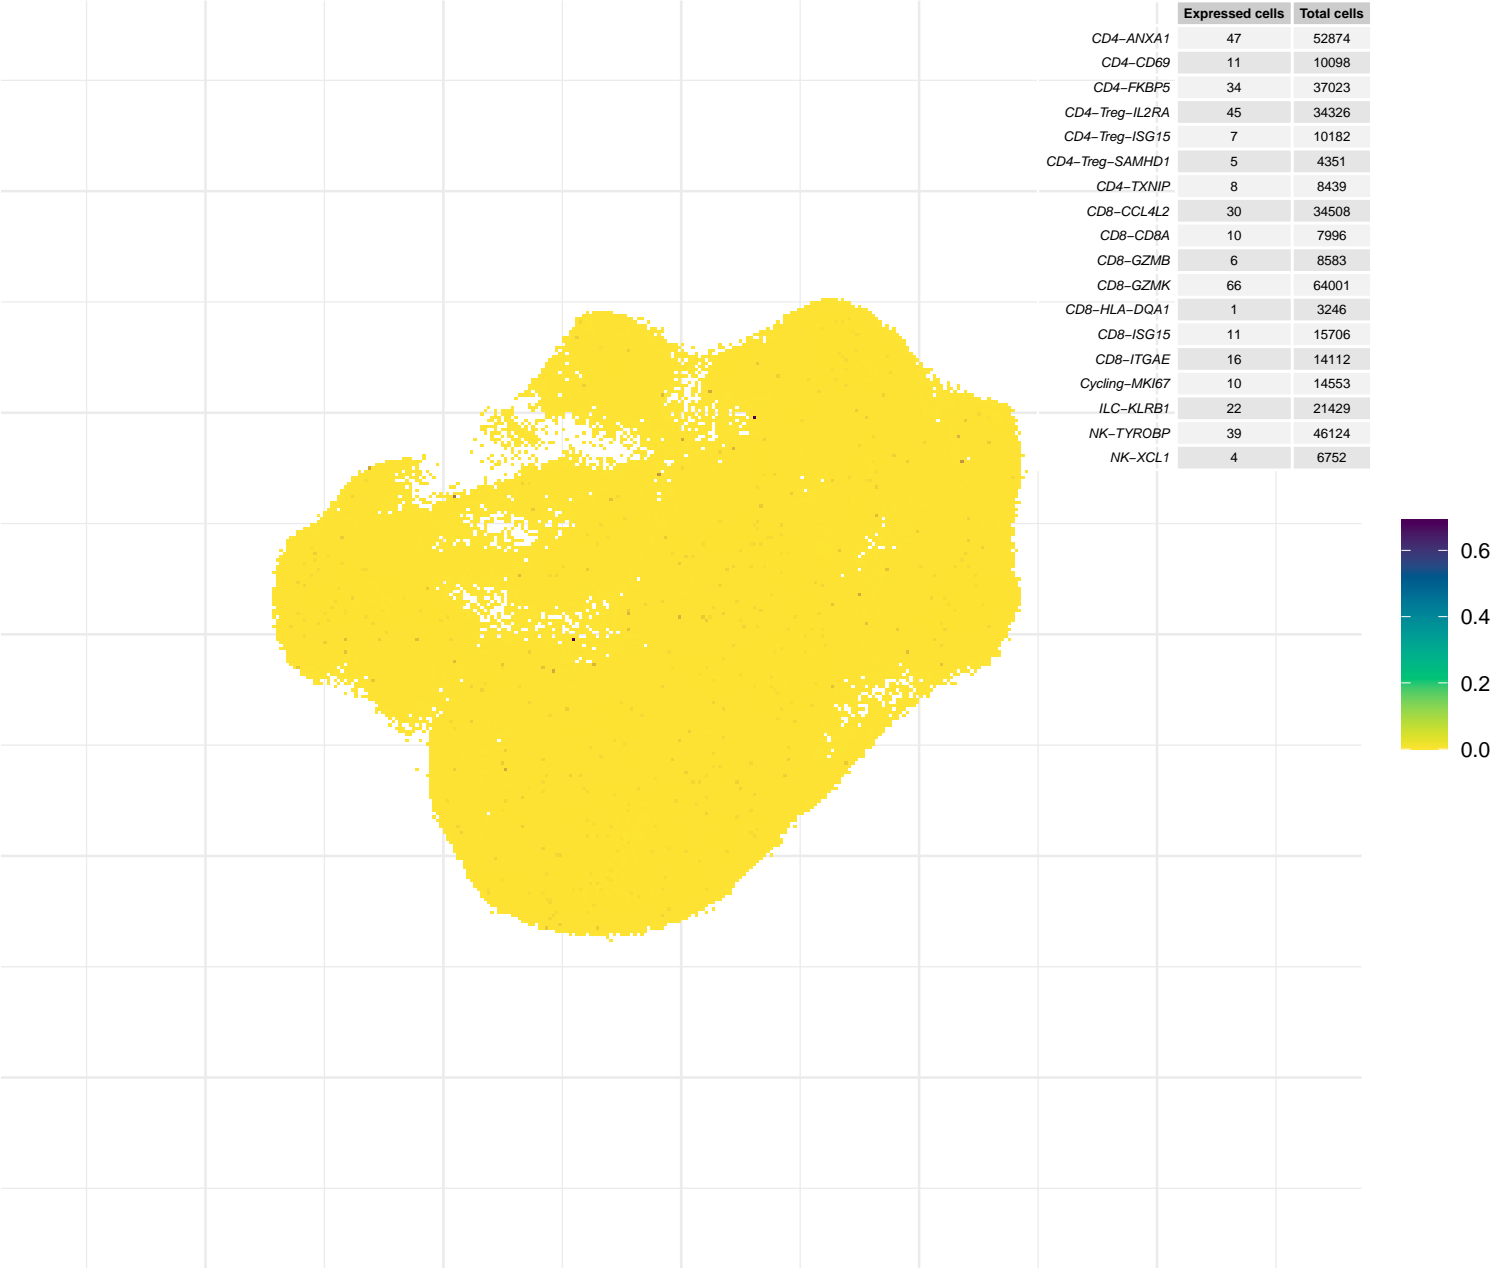 Expressed cells Total cells
CD4−ANXA1 47 52874
CD4−CD69 11 10098
CD4−FKBP5 34 37023
CD4−Treg−IL2RA 45 34326
CD4−Treg−ISG15 7 10182
CD4−Treg−SAMHD1 5 4351
CD4−TXNIP 8 8439
CD8−CCL4L2 30 34508
CD8−CD8A 10 7996
CD8−GZMB 6 8583
CD8−GZMK 66 64001
CD8−HLA−DQA1 1 3246
CD8−ISG15 11 15706
CD8−ITGAE 16 14112
Cycling−MKI67 10 14553
ILC−KLRB1 22 21429
NK−TYROBP 39 46124
NK−XCL1 4 6752
0.6
0.4
0.2
0.0